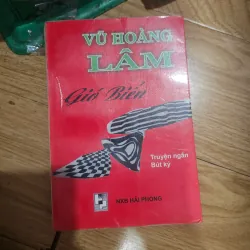 VŨ HOÀNG
LÂM
Gió Biển
Truyện ngắn
Bút ký
NXB HẢI PHÒNG